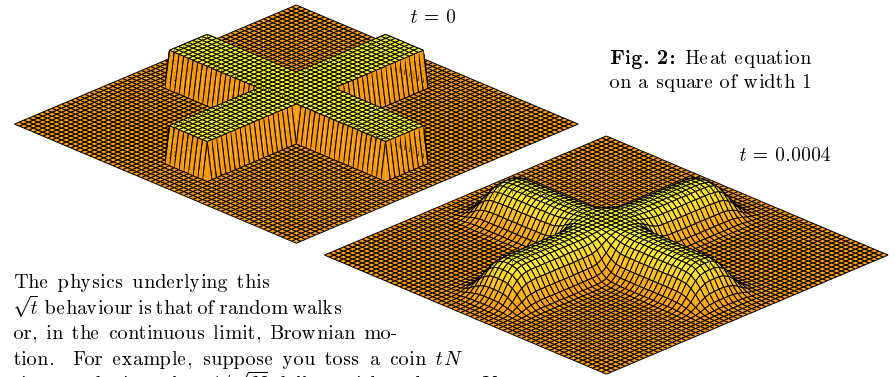 t = 0
Fig. 2: Heat equation
on a square of width 1
t = 0.0004
The physics underlying this
√t behaviour is that of random walks
or, in the continuous limit, Brownian mo-
tion. For example, suppose you toss a coin tN